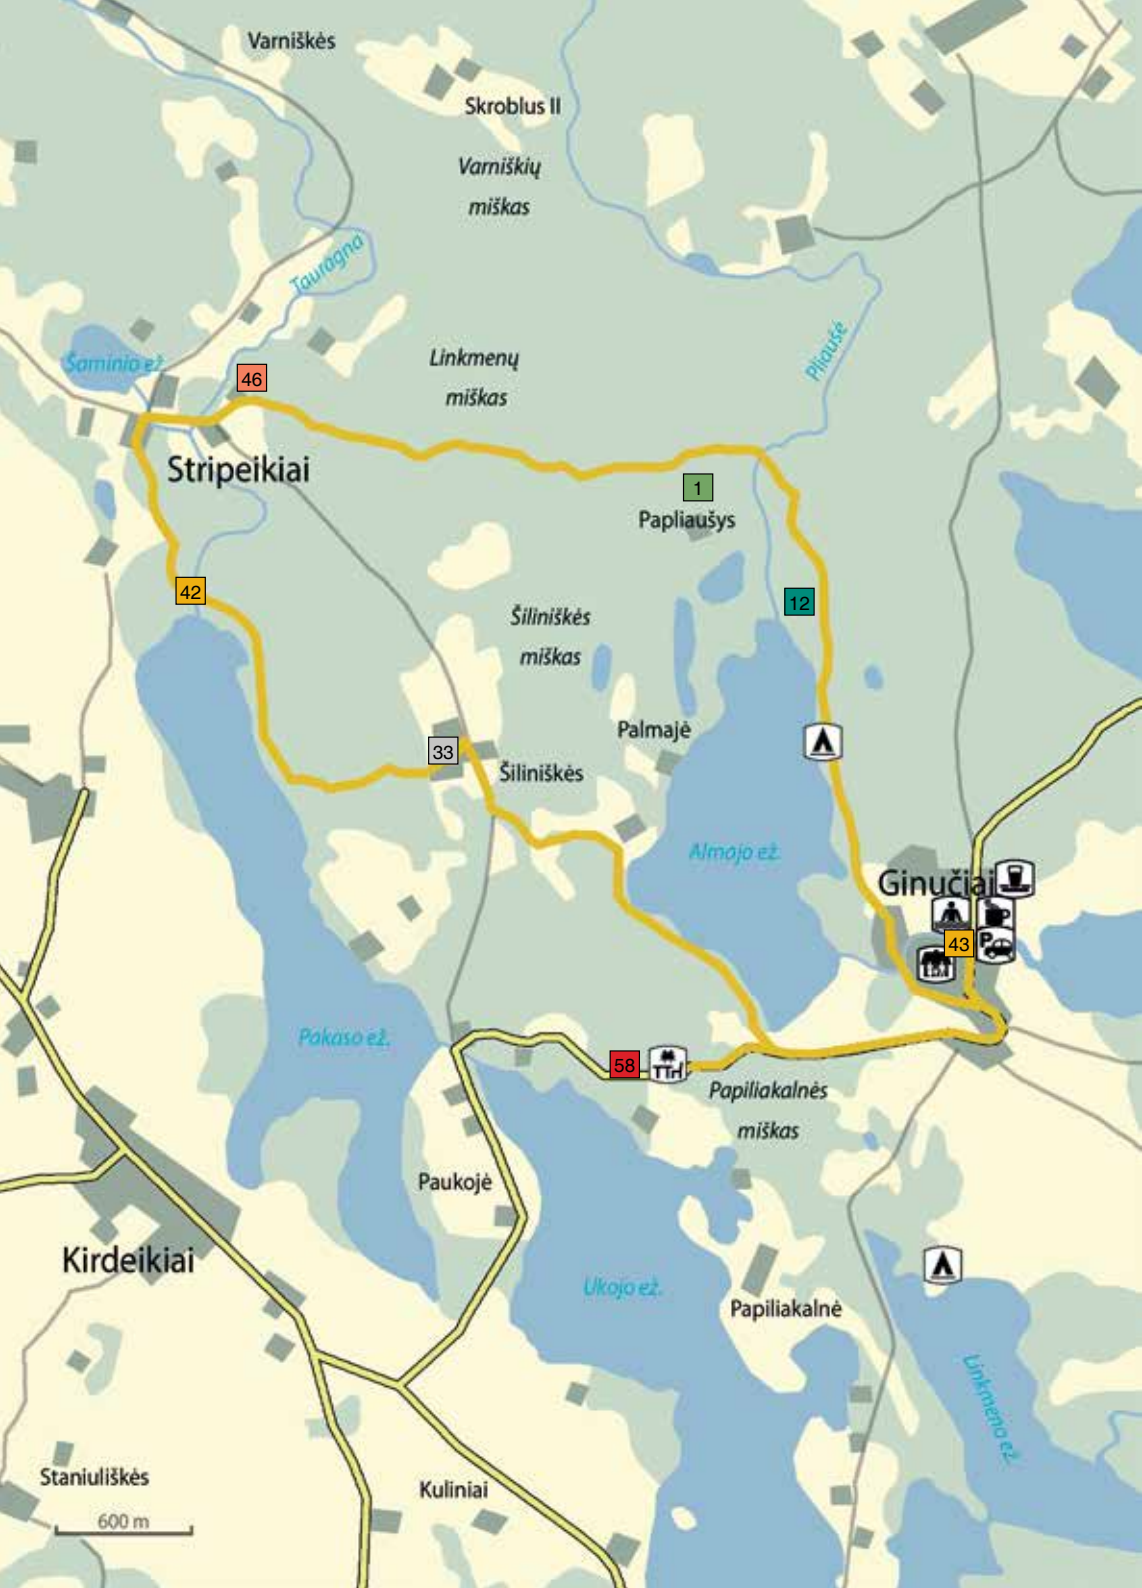 Varniškės
Skroblus II
Varniškių
miškas
Tauragna
Pliaušė
Šaminio ež.
Linkmenų
miškas
46
Stripeikiai
1
Papliaušys
42
12
Šiliniškės
miškas
Palmajė
33
Šiliniškės
Almajo ež.
Ginučiai
43
P
Pakaso ež.
58
Papiliakalnės
miškas
Paukojė
Kirdeikiai
Ukojo ež.
Papiliakalnė
Linkmeno ež.
Staniuliškės
Kuliniai
600 m